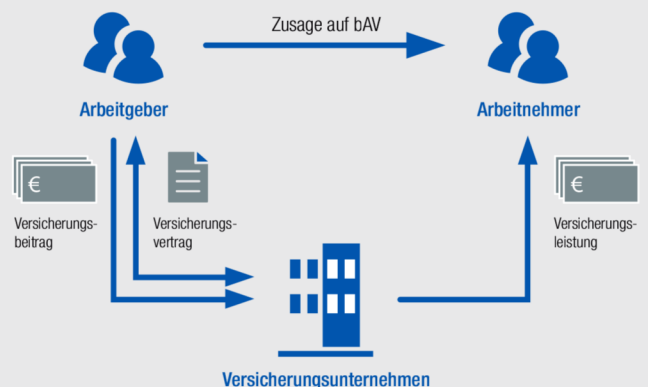 Zusage auf bAV
Arbeitgeber
Arbeitnehmer
€
Versicherungs-
beitrag
Versicherungs-
vertrag
€
Versicherungs-
leistung
Versicherungsunternehmen